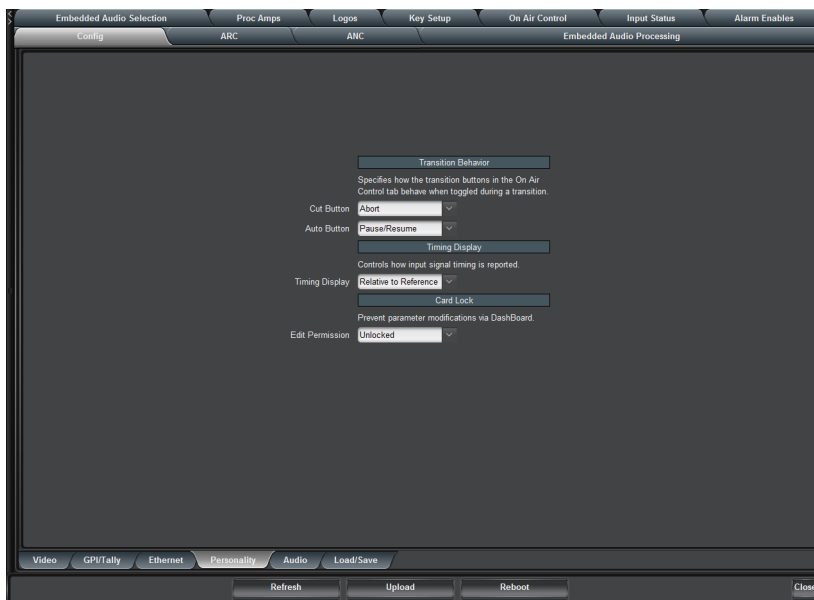 Embedded Audio Selection Proc Amps Logos Key Setup On Air Control Input Status Alarm Enables
Config ARC ANC Embedded Audio Processing
Transition Behavior
Specifies how the transition buttons in the On Air
Control tab behave when toggled during a transition.
Cut Button Abort
Auto Button Pause/Resume
Timing Display
Controls how input signal timing is reported.
Timing Display Relative to Reference
Card Lock
Prevent parameter modifications via DashBoard.
Edit Permission Unlocked
Video GPI/Tally Ethernet Personality Audio Load/Save
Refresh Upload Reboot Close